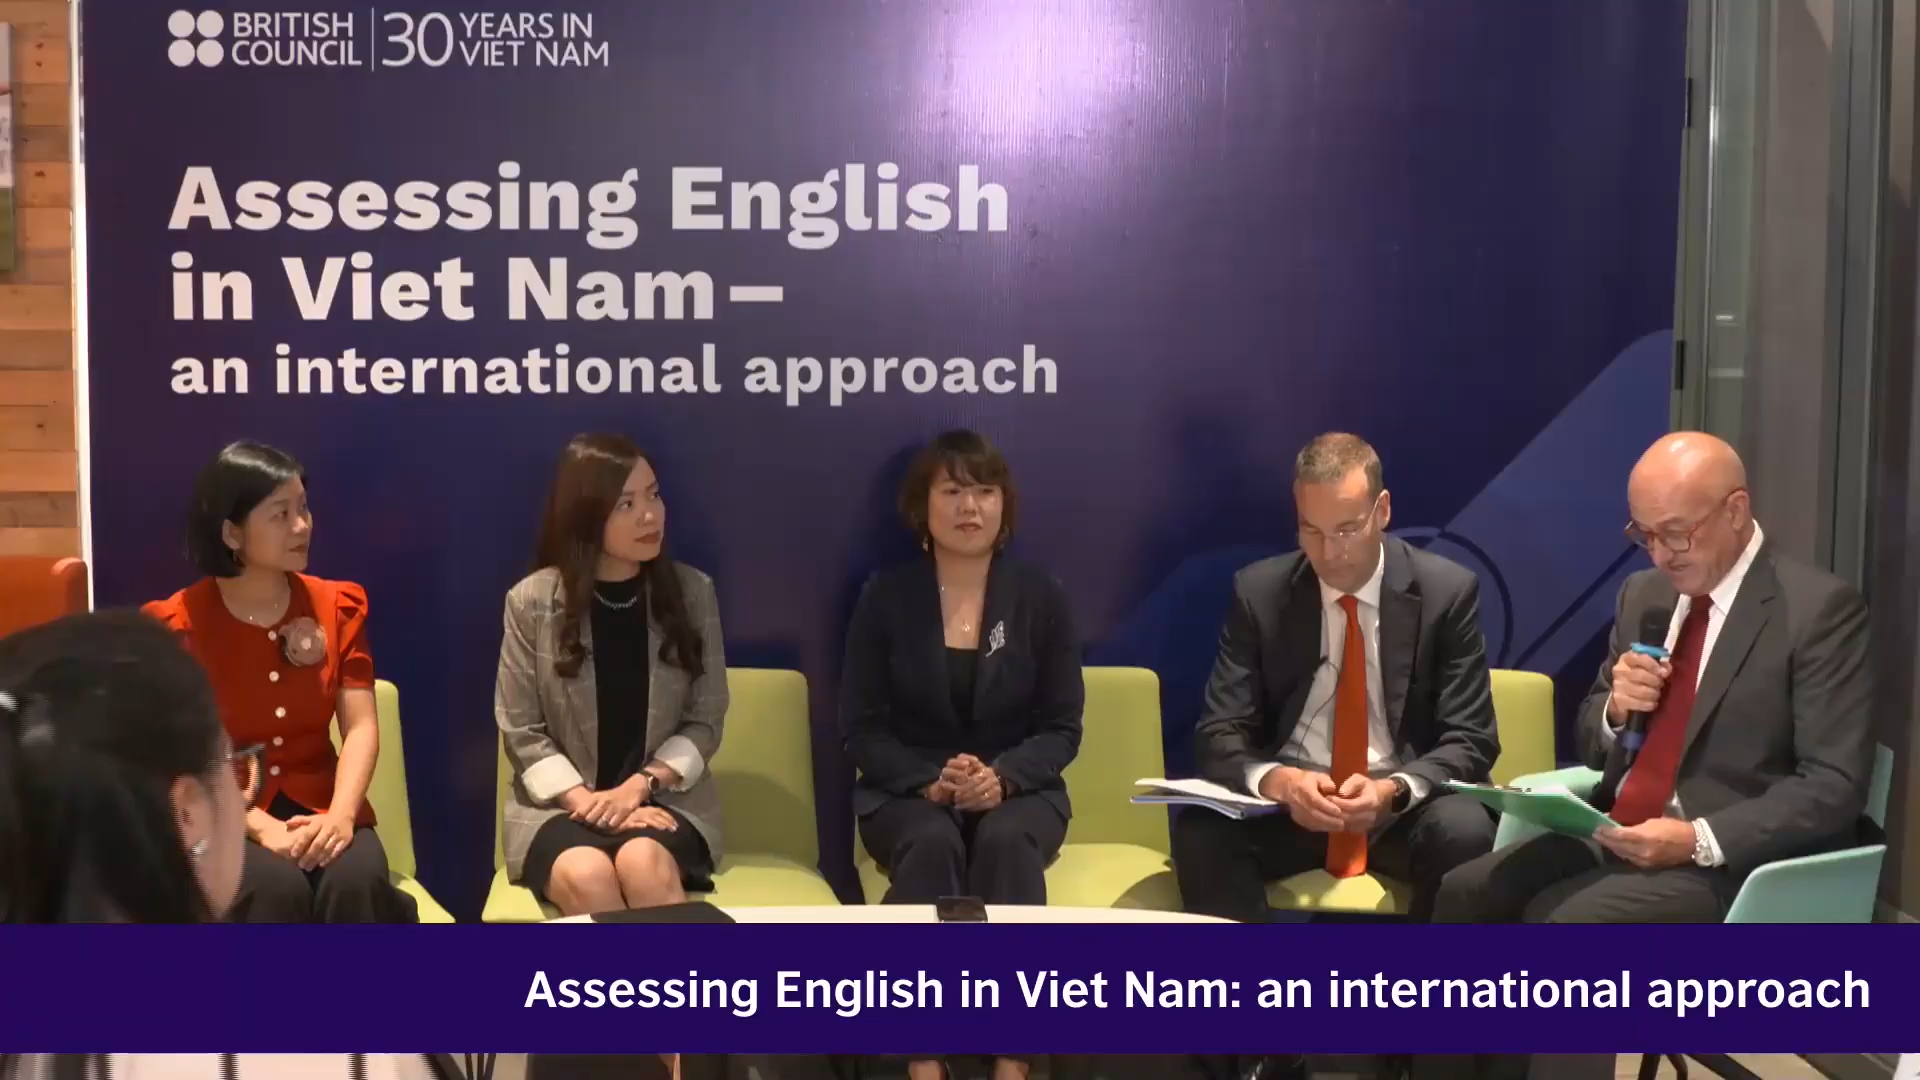 BRITISH COUNCIL
30 YEARS IN VIET NAM
Assessing English
in Viet Nam –
an international approach
Assessing English in Viet Nam: an international approach